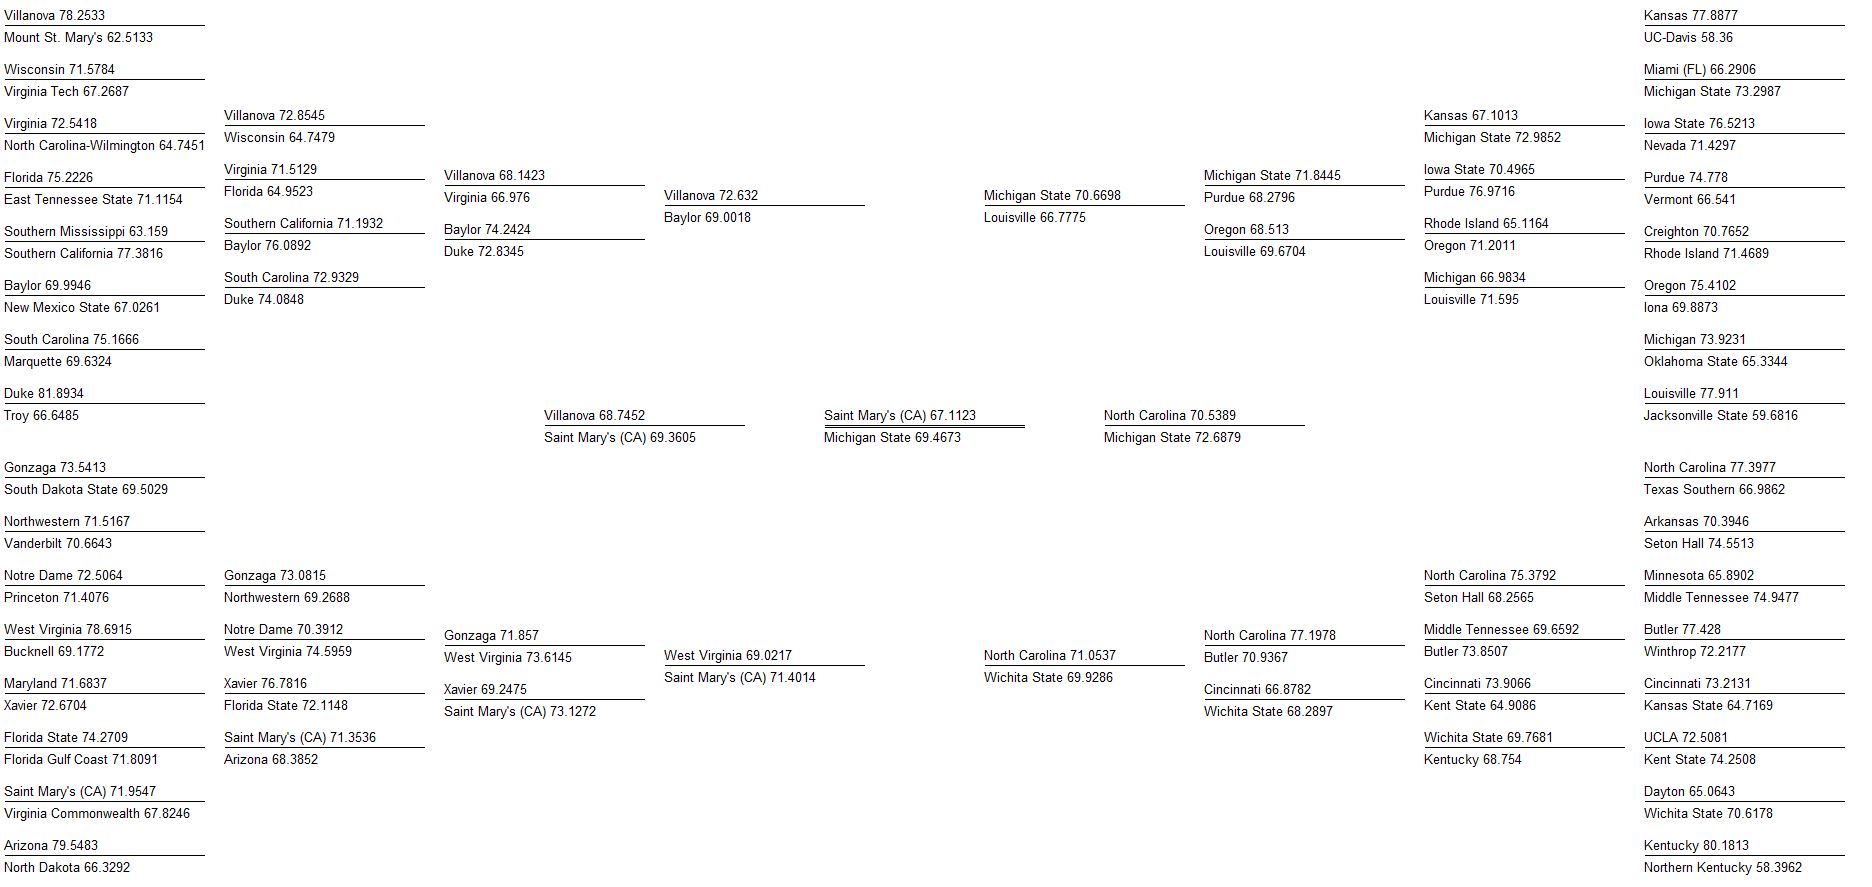 Villanova 78.2533
Mount St. Mary's 62.5133
Wisconsin 71.5784
Virginia Tech 67.2687
Virginia 72.5418
North Carolina-Wilmington 64.7451
Florida 75.2226
East Tennessee State 71.1154
Southern Mississippi 63.159
Southern California 77.3816
Baylor 69.9946
New Mexico State 67.0261
South Carolina 75.1666
Marquette 69.6324
Duke 81.8934
Troy 66.6485
Gonzaga 73.5413
South Dakota State 69.5029
Northwestern 71.5167
Vanderbilt 70.6643
Notre Dame 72.5064
Princeton 71.4076
West Virginia 78.6915
Bucknell 69.1772
Maryland 71.6837
Xavier 72.6704
Florida State 74.2709
Florida Gulf Coast 71.8091
Saint Mary's (CA) 71.9547
Virginia Commonwealth 67.8246
Arizona 79.5483
North Dakota 66.3292
Villanova 72.8545
Wisconsin 64.7479
Virginia 71.5129
Florida 64.9523
Southern California 71.1932
Baylor 76.0892
South Carolina 72.9329
Duke 74.0848
Gonzaga 73.0815
Northwestern 69.2688
Notre Dame 70.3912
West Virginia 74.5959
Xavier 76.7816
Florida State 72.1148
Saint Mary's (CA) 71.3536
Arizona 68.3852
Villanova 68.1423
Virginia 66.976
Baylor 74.2424
Duke 72.8345
Gonzaga 71.857
West Virginia 73.6145
Xavier 69.2475
Saint Mary's (CA) 73.1272
Villanova 72.632
Baylor 69.0018
West Virginia 69.0217
Saint Mary's (CA) 71.4014
Villanova 68.7452
Saint Mary's (CA) 69.3605
Saint Mary's (CA) 67.1123
Michigan State 69.4673
North Carolina 70.5389
Michigan State 72.6879
Michigan State 70.6698
Louisville 66.7775
North Carolina 71.0537
Wichita State 69.9286
Michigan State 71.8445
Purdue 68.2796
Oregon 68.513
Louisville 69.6704
North Carolina 77.1978
Butler 70.9367
Cincinnati 66.8782
Wichita State 68.2897
Kansas 67.1013
Michigan State 72.9852
Iowa State 70.4965
Purdue 76.9716
Rhode Island 65.1164
Oregon 71.2011
Michigan 66.9834
Louisville 71.595
North Carolina 75.3792
Seton Hall 68.2565
Middle Tennessee 69.6592
Butler 73.8507
Cincinnati 73.9066
Kent State 64.9086
Wichita State 69.7681
Kentucky 68.754
Kansas 77.8877
UC-Davis 58.36
Miami (FL) 66.2906
Michigan State 73.2987
Iowa State 76.5213
Nevada 71.4297
Purdue 74.778
Vermont 66.541
Creighton 70.7652
Rhode Island 71.4689
Oregon 75.4102
Iona 69.8873
Michigan 73.9231
Oklahoma State 65.3344
Louisville 77.911
Jacksonville State 59.6816
North Carolina 77.3977
Texas Southern 66.9862
Arkansas 70.3946
Seton Hall 74.5513
Minnesota 65.8902
Middle Tennessee 74.9477
Butler 77.428
Winthrop 72.2177
Cincinnati 73.2131
Kansas State 64.7169
UCLA 72.5081
Kent State 74.2508
Dayton 65.0643
Wichita State 70.6178
Kentucky 80.1813
Northern Kentucky 58.3962